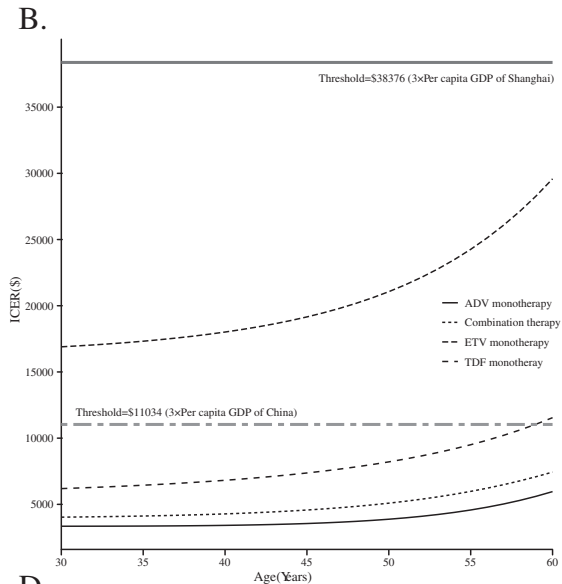 B.
Threshold=$38376 (3×Per capita GDP of Shanghai)
35000
30000
25000
20000
15000
10000
5000
ICER($)
ADV monotherapy
Combination therapy
ETV monotherapy
TDF monotheray
Threshold=$11034 (3×Per capita GDP of China)
30 35 40 45 50 55 60
Age(Years)